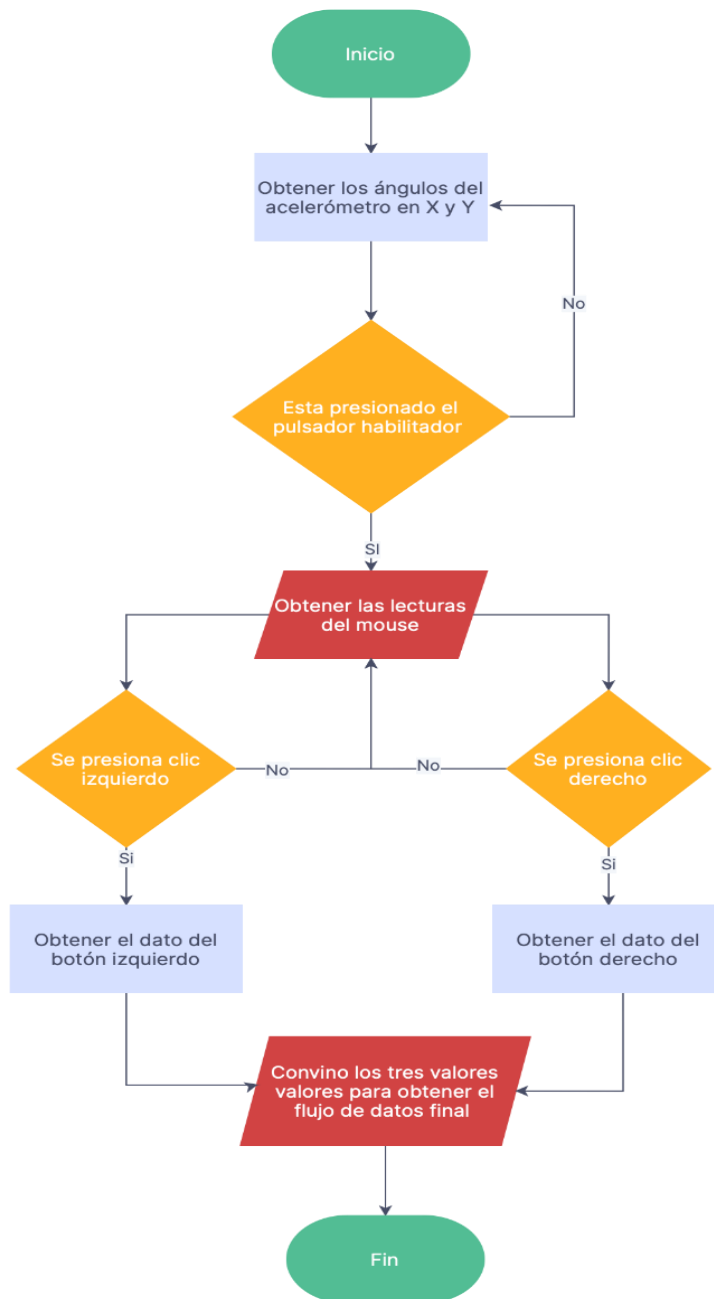 Inicio
Obtener los ángulos del
acelerómetro en X y Y
No
Esta presionado el
pulsador habilitador
SI
Obtener las lecturas
del mouse
Se presiona clic
izquierdo
No
No
Se presiona clic
derecho
Si
Si
Obtener el dato del
botón izquierdo
Obtener el dato del
botón derecho
Convino los tres valores
valores para obtener el
flujo de datos final
Fin